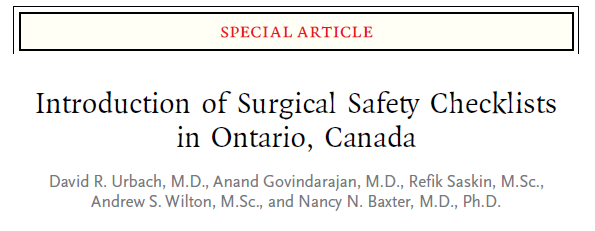 SPECIAL ARTICLE
Introduction of Surgical Safety Checklists
in Ontario, Canada
David R. Urbach, M.D., Anand Govindarajan, M.D., Refik Saskin, M.Sc.,
Andrew S. Wilton, M.Sc., and Nancy N. Baxter, M.D., Ph.D.